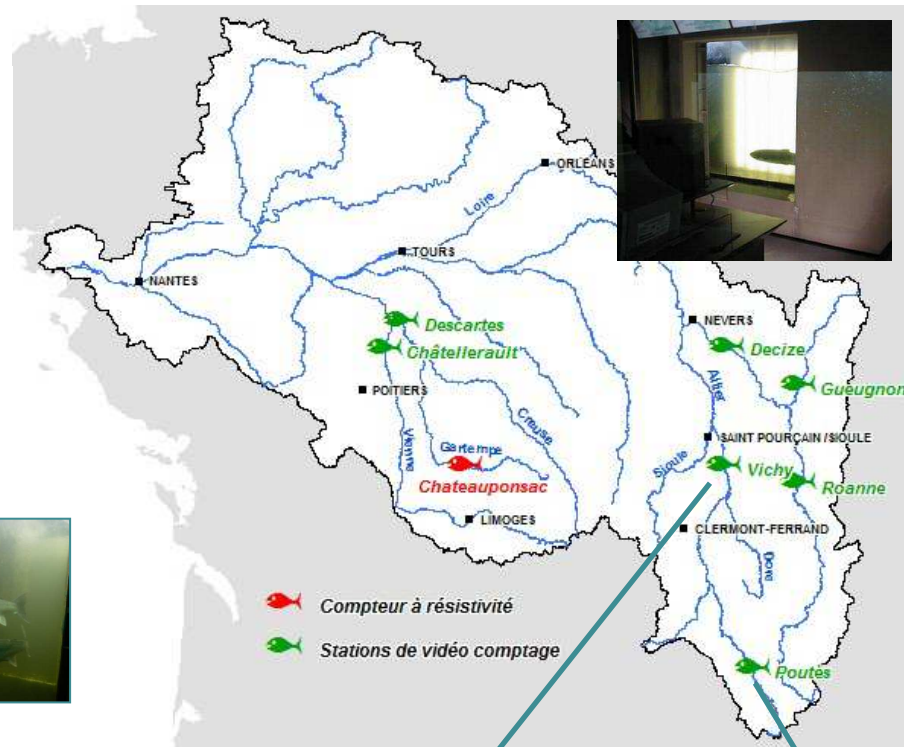 ORLEANS
Loire
TOURS
NANTES
Descartes
NEVERS
Châtellerault
Decize
Allier
Gueugnon
POITIERS
Creuse
Vienne
SAINT POURÇAIN /SIOULE
Gartempe
Sioule
Vichy
Chateauponsac
Roanne
LIMOGES
CLERMONT-FERRAND
Dore
Compteur à résistivité
Stations de vidéo comptage
Poutès